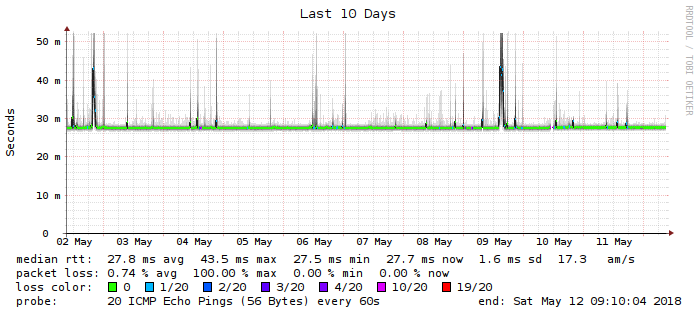 Last 10 Days
RRDTOOL / TOBI OETIKER
Seconds
50 m
40 m
30 m
20 m
10 m
0
02 May 03 May 04 May 05 May 06 May 07 May 08 May 09 May 10 May 11 May
median rtt: 27.8 ms avg 43.5 ms max 27.5 ms min 27.7 ms now 1.6 ms sd 17.3 am/s
packet loss: 0.74 % avg 100.00 % max 0.00 % min 0.00 % now
loss color: 0 1/20 2/20 3/20 4/20 10/20 19/20
probe: 20 ICMP Echo Pings (56 Bytes) every 60s end: Sat May 12 09:10:04 2018